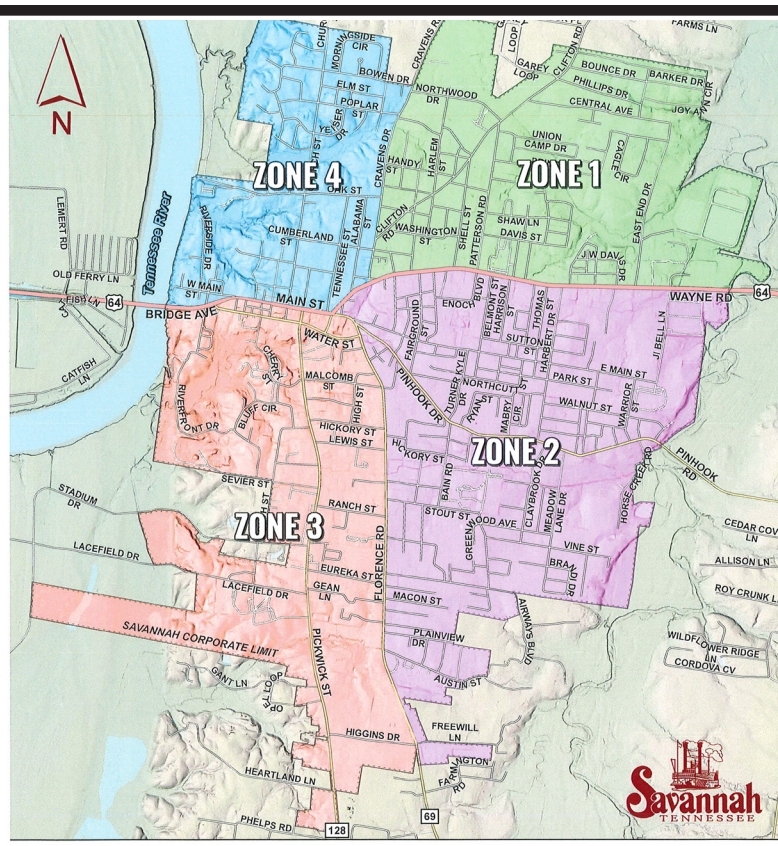 FARMS LN
GAREY
LOOP
CLIFTON RD
CRAVENS RD
MORNINGSIDE
CIR
BOUNCE DR
BARKER DR
BOWEN DR
PHILLIPS DR
ELM ST
NORTHWOOD
DR
CENTRAL AVE
POPLAR
ST
JOY
N CIR
N
UNION
CAMP DR
HARLEM
ST
HANDY
ST
CAGLE CIR
CRAVENS DR
ZONE 4
ZONE 1
OAK ST
LEMERT RD
Tennessee River
RIVERSIDE DR
CUMBERLAND
ST
TENNESSEE ST
ALABAMA
ST
CLIFTON
RD
WASHINGTON
ST
SHELL ST
PATTERSON RD
SHAW LN
DAVIS ST
EAST END DR
J W DAVIS DR
OLD FERRY LN
W MAIN
ST
FISH LN
64
BRIDGE AVE
MAIN ST
ENOCH BLVD
BELMONT ST
HARRISON
ST
THOMAS
ST
HARBERT DR
WAYNE RD
64
WATER ST
FAIRGROUND
ST
SUTTON
ST
JI BELL LN
CATFISH
LN
CHERRY
ST
MALCOMB
ST
HIGH ST
PINHOOK DR
TURNER KYLE
DR
NORTHCUTT
ST
RYAN
ST
MABRY
CIR
E MAIN ST
PARK ST
WALNUT ST
WARRIOR
ST
RIVERFRONT DR
BLUFF CIR
HICKORY ST
LEWIS ST
HICKORY ST
ZONE 2
PINHOOK
RD
BAIN RD
CLAYBROOK DR
MEADOW
LANE DR
HORSE CREEK RD
SEVIER ST
STADIUM
DR
RANCH ST
STOUT ST
GREENWOOD AVE
ZONE 3
FLORENCE RD
CEDAR COV
LN
LACEFIELD DR
VINE ST
ALLISON LN
EUREKA ST
BRANDI DR
LACEFIELD DR
GEAN
LN
MACON ST
ROY CRUNK L
SAVANNAH CORPORATE LIMIT
PICKWICK ST
PLAINVIEW
DR
AIRWAYS BLVD
WILDFLOWER RIDGE
LN
CORDOVA CV
GANT LN
AUSTIN ST
HIGGINS DR
FREEWILL
LN
HEARTLAND LN
FARMINGTON
RD
PHELPS RD
128
69
Savannah
TENNESSEE